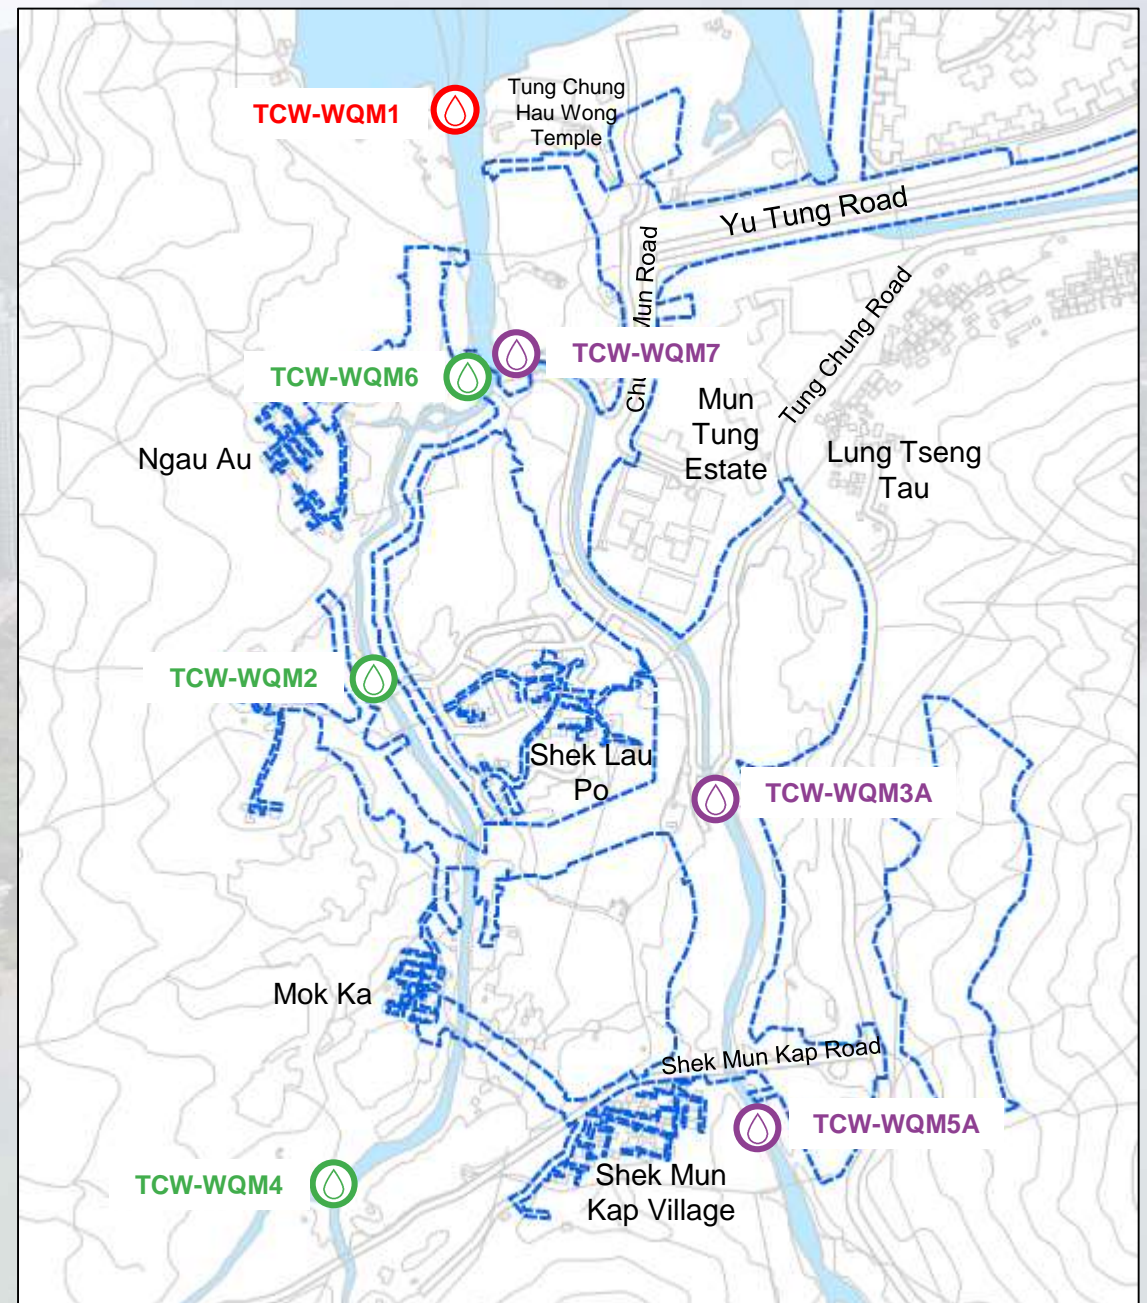 Tung Chung
Hau Wong
Temple
TCW-WQM1
Yu Tung Road
Chung Mun Road
Tung Chung Road
TCW-WQM7
TCW-WQM6
Mun
Tung
Estate
Ngau Au
Lung Tseng
Tau
TCW-WQM2
Shek Lau
Po
TCW-WQM3A
Mok Ka
Shek Mun Kap Road
TCW-WQM5A
Shek Mun
Kap Village
TCW-WQM4